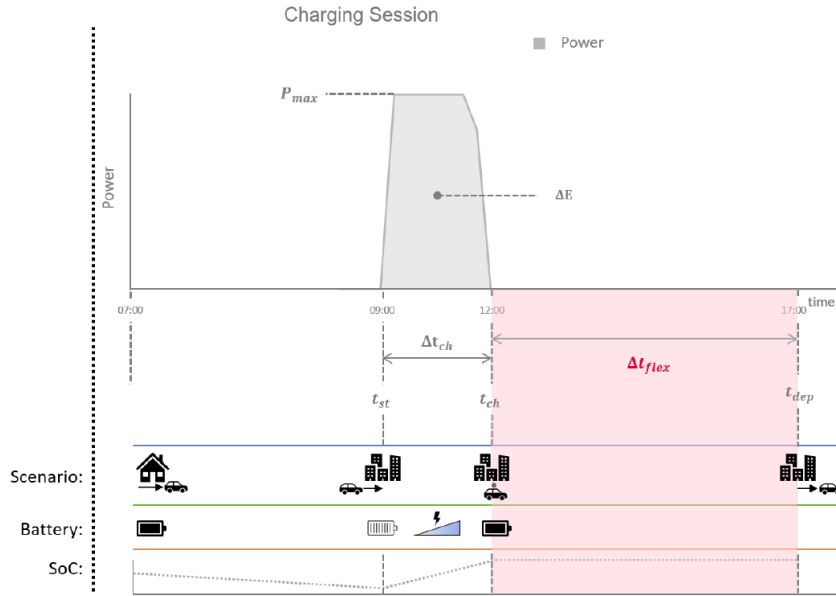 Charging Session
Power
P_max
Power
ΔE
07:00
09:00
12:00
17:00
time
Δt_ch
Δt_flex
t_st
t_ch
t_dep
Scenario:
Battery:
SoC: